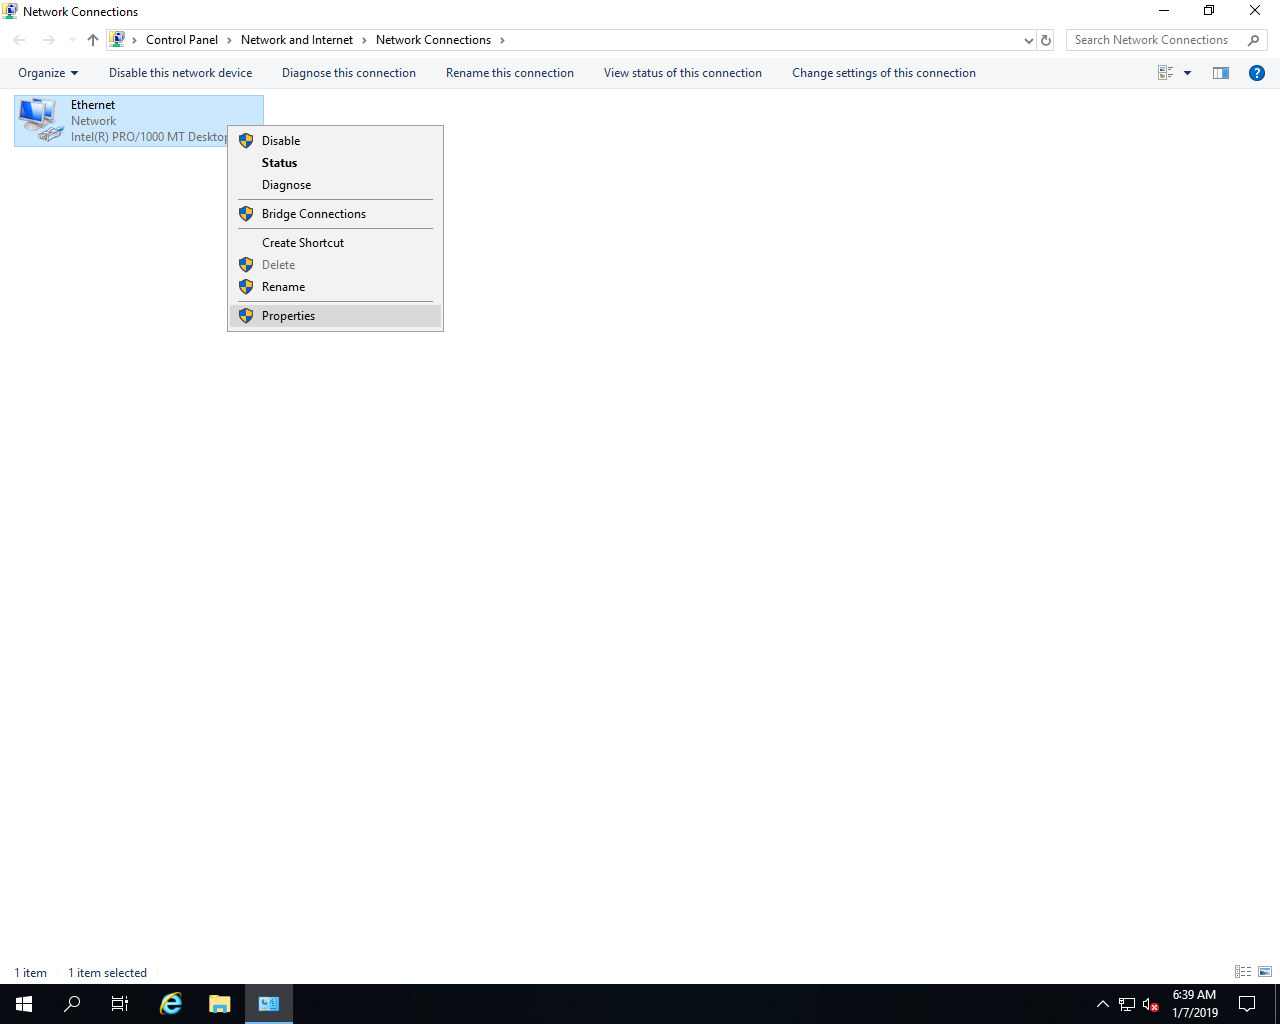 Network Connections
Control Panel > Network and Internet > Network Connections >
Search Network Connections
Organize
Disable this network device
Diagnose this connection
Rename this connection
View status of this connection
Change settings of this connection
Ethernet
Network
Intel(R) PRO/1000 MT Desktop
Disable
Status
Diagnose
Bridge Connections
Create Shortcut
Delete
Rename
Properties
1 item
1 item selected
6:39 AM
1/7/2019